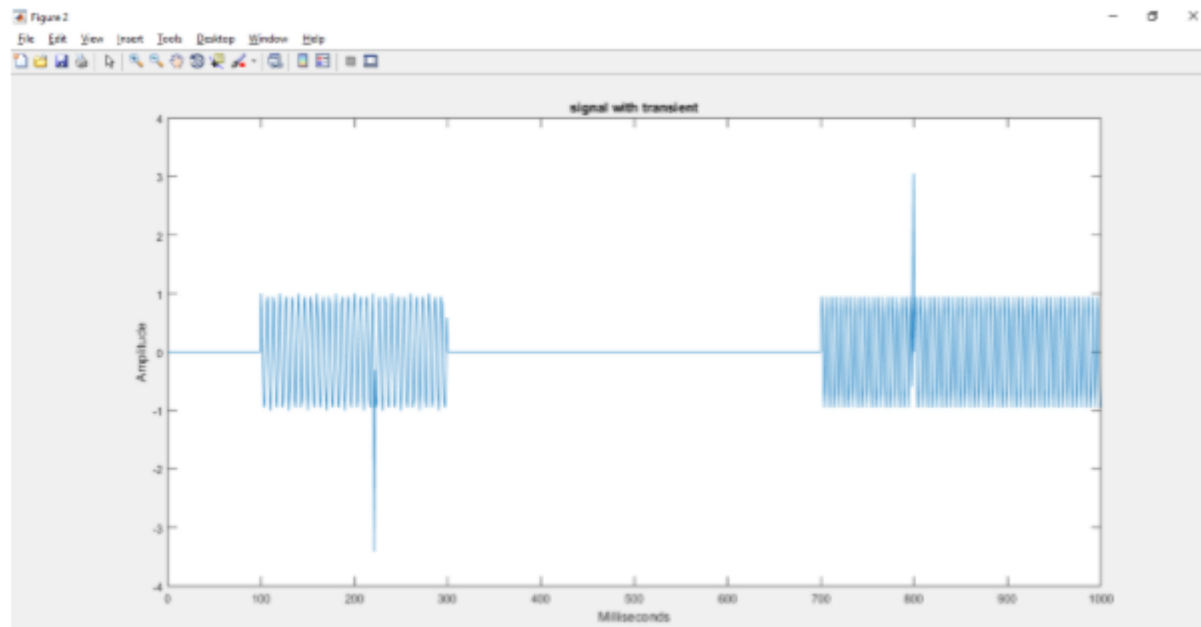 Figure 2
File Edit View Insert Tools Desktop Window Help
signal with transient
4
3
2
1
0
-1
-2
-3
-4
Amplitude
0 100 200 300 400 500 600 700 800 900 1000
Milliseconds